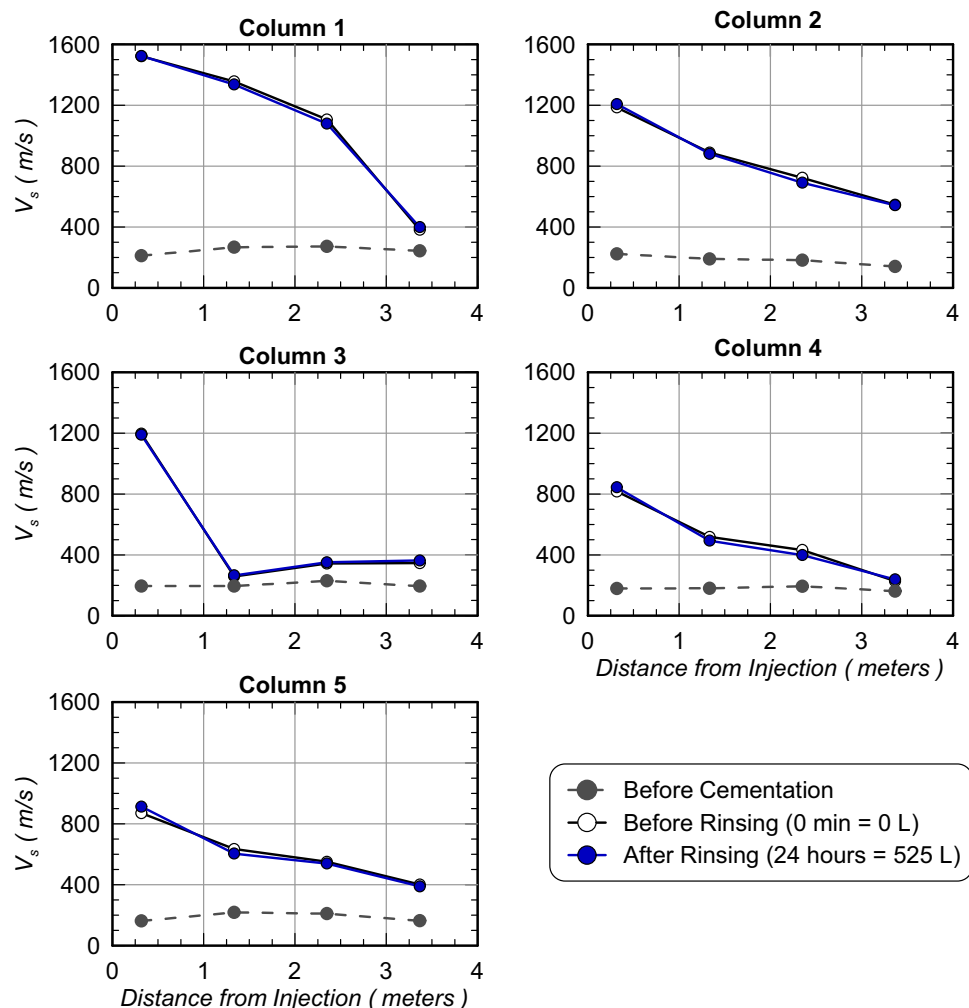 Column 1
1600
1200
800
400
0
V_s ( m/s )
0 1 2 3 4
Column 2
1600
1200
800
400
0
0 1 2 3 4
Column 3
1600
1200
800
400
0
V_s ( m/s )
0 1 2 3 4
Column 4
1600
1200
800
400
0
0 1 2 3 4
Distance from Injection ( meters )
Column 5
1600
1200
800
400
0
V_s ( m/s )
0 1 2 3 4
Distance from Injection ( meters )
Before Cementation
Before Rinsing (0 min = 0 L)
After Rinsing (24 hours = 525 L)